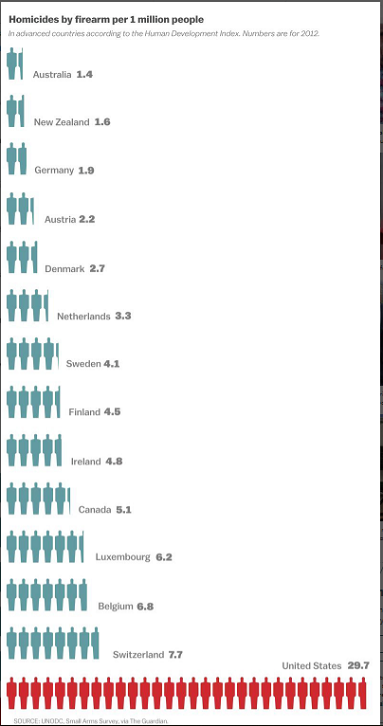 Homicides by firearm per 1 million people
In advanced countries according to the Human Development Index. Numbers are for 2012.
Australia 1.4
New Zealand 1.6
Germany 1.9
Austria 2.2
Denmark 2.7
Netherlands 3.3
Sweden 4.1
Finland 4.5
Ireland 4.8
Canada 5.1
Luxembourg 6.2
Belgium 6.8
Switzerland 7.7
United States 29.7
SOURCE: UNODC, Small Arms Survey, via The Guardian.